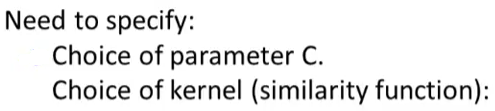 Need to specify:
Choice of parameter C.
Choice of kernel (similarity function):